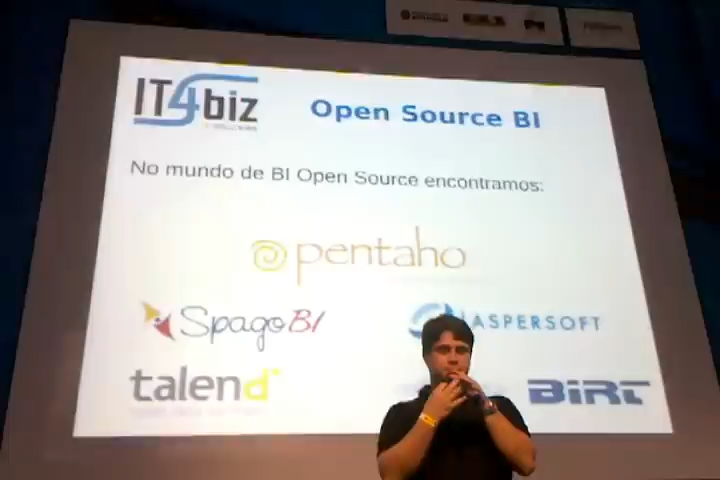 IT4biz
Open Source BI
No mundo de BI Open Source encontramos:
pentaho
SpagoBI
JASPERSOFT
talend
BiRT